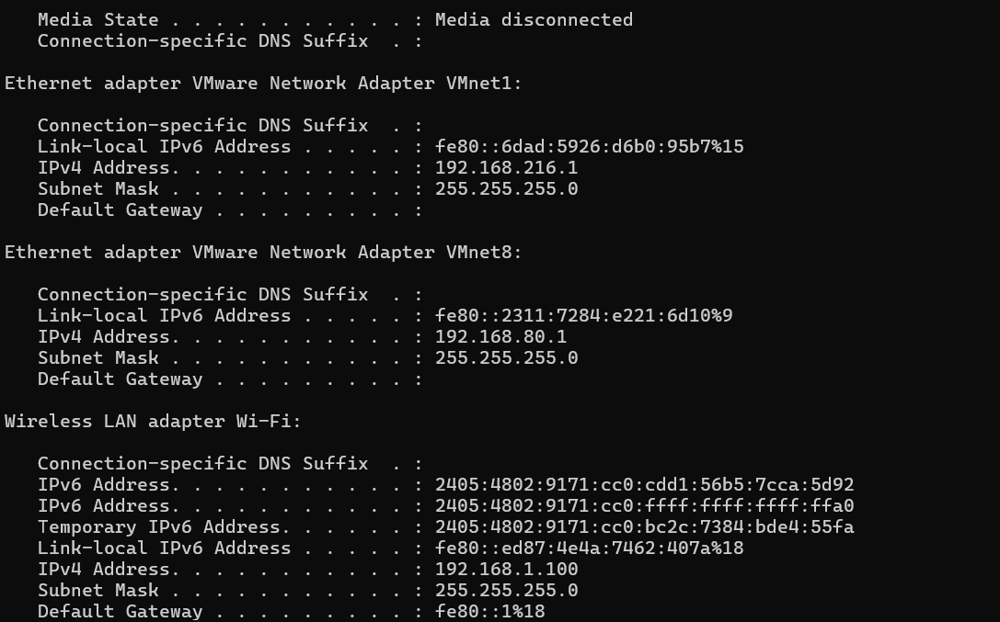 Media State . . . . . . . . . . . : Media disconnected
Connection-specific DNS Suffix  . :
Ethernet adapter VMware Network Adapter VMnet1:
Connection-specific DNS Suffix  . :
Link-local IPv6 Address . . . . . : fe80::6dad:5926:d6b0:95b7%15
IPv4 Address. . . . . . . . . . . : 192.168.216.1
Subnet Mask . . . . . . . . . . . : 255.255.255.0
Default Gateway . . . . . . . . . :
Ethernet adapter VMware Network Adapter VMnet8:
Connection-specific DNS Suffix  . :
Link-local IPv6 Address . . . . . : fe80::2311:7284:e221:6d10%9
IPv4 Address. . . . . . . . . . . : 192.168.80.1
Subnet Mask . . . . . . . . . . . : 255.255.255.0
Default Gateway . . . . . . . . . :
Wireless LAN adapter Wi-Fi:
Connection-specific DNS Suffix  . :
IPv6 Address. . . . . . . . . . . : 2405:4802:9171:cc0:cdd1:56b5:7cca:5d92
IPv6 Address. . . . . . . . . . . : 2405:4802:9171:cc0:ffff:ffff:ffff:ffa0
Temporary IPv6 Address. . . . . . : 2405:4802:9171:cc0:bc2c:7384:bde4:55fa
Link-local IPv6 Address . . . . . : fe80::ed87:4e4a:7462:407a%18
IPv4 Address. . . . . . . . . . . : 192.168.1.100
Subnet Mask . . . . . . . . . . . : 255.255.255.0
Default Gateway . . . . . . . . . : fe80::1%18